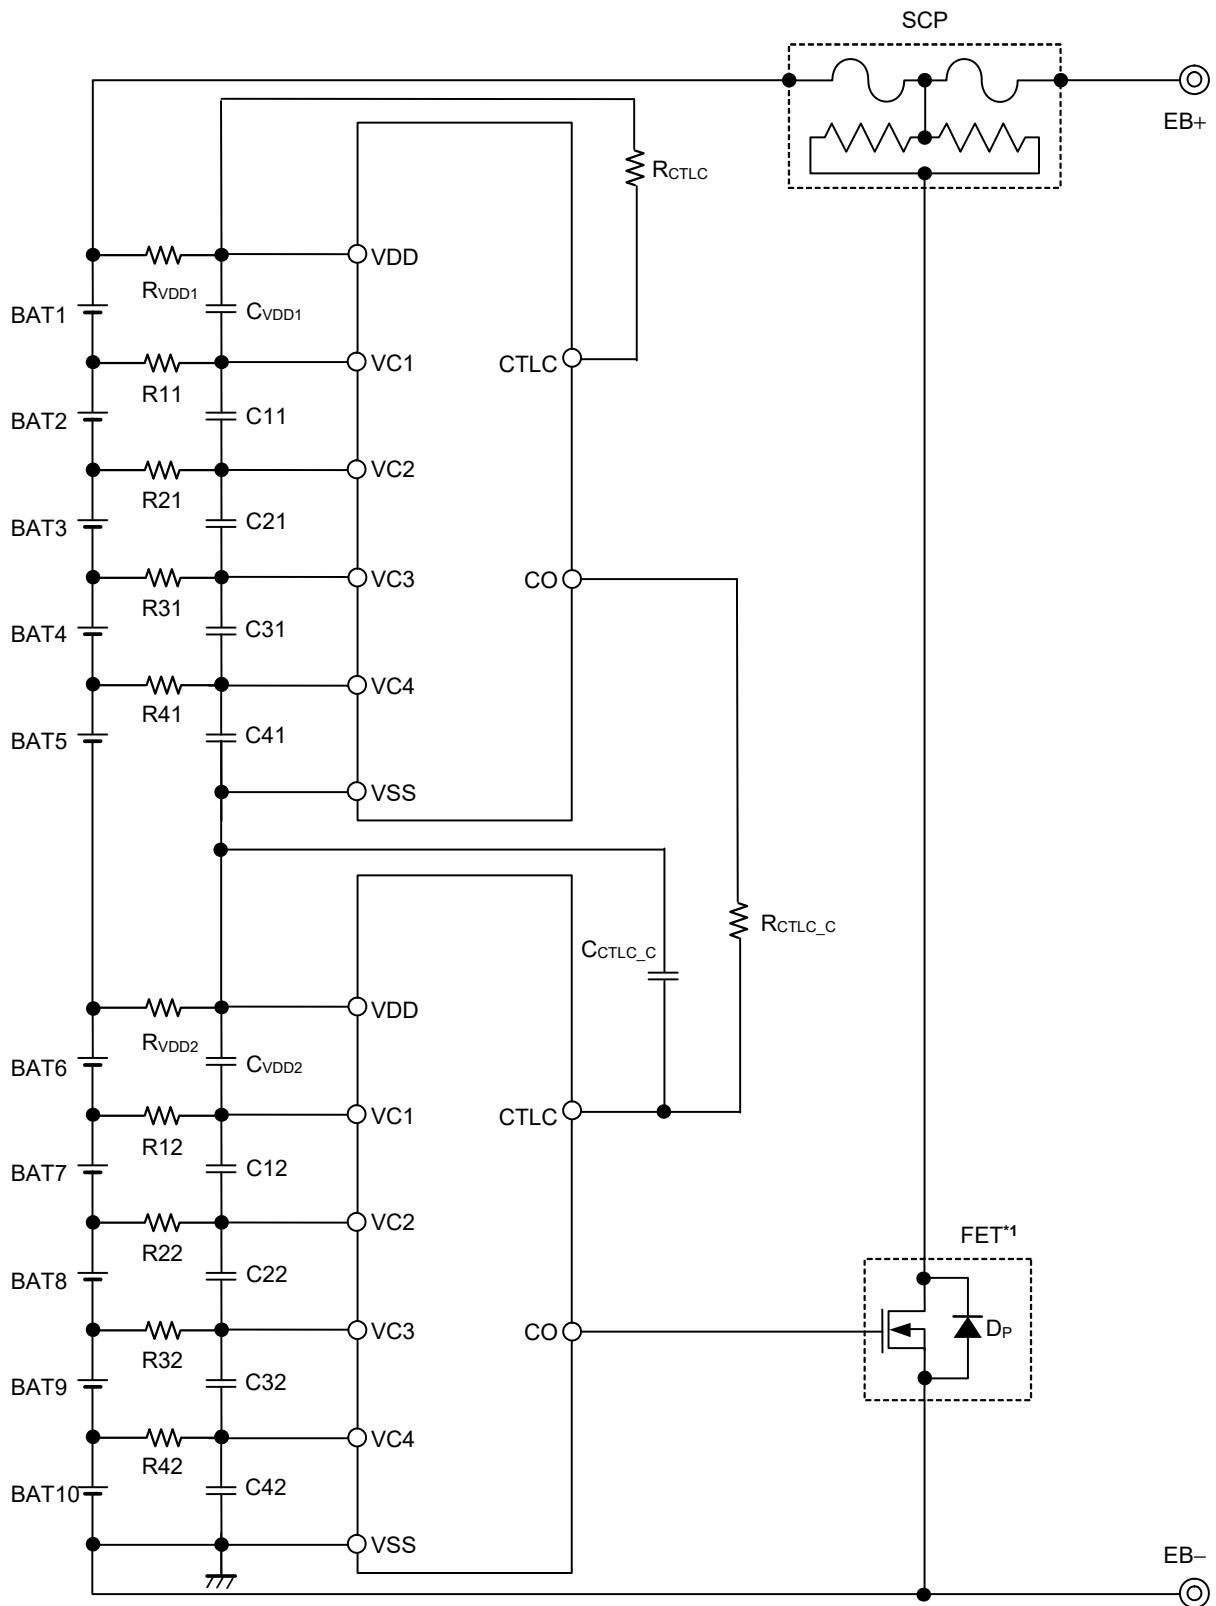 SCP
EB+
RCTLC
VDD
RVDD1
BAT1
CVDD1
VC1
CTLC
R11
BAT2
C11
VC2
R21
BAT3
C21
VC3
CO
R31
BAT4
C31
VC4
R41
BAT5
C41
VSS
RCTLC_C
CCTLC_C
VDD
RVDD2
BAT6
CVDD2
VC1
CTLC
R12
BAT7
C12
VC2
R22
FET*1
BAT8
C22
VC3
CO
DP
R32
BAT9
C32
VC4
R42
BAT10
C42
VSS
EB−